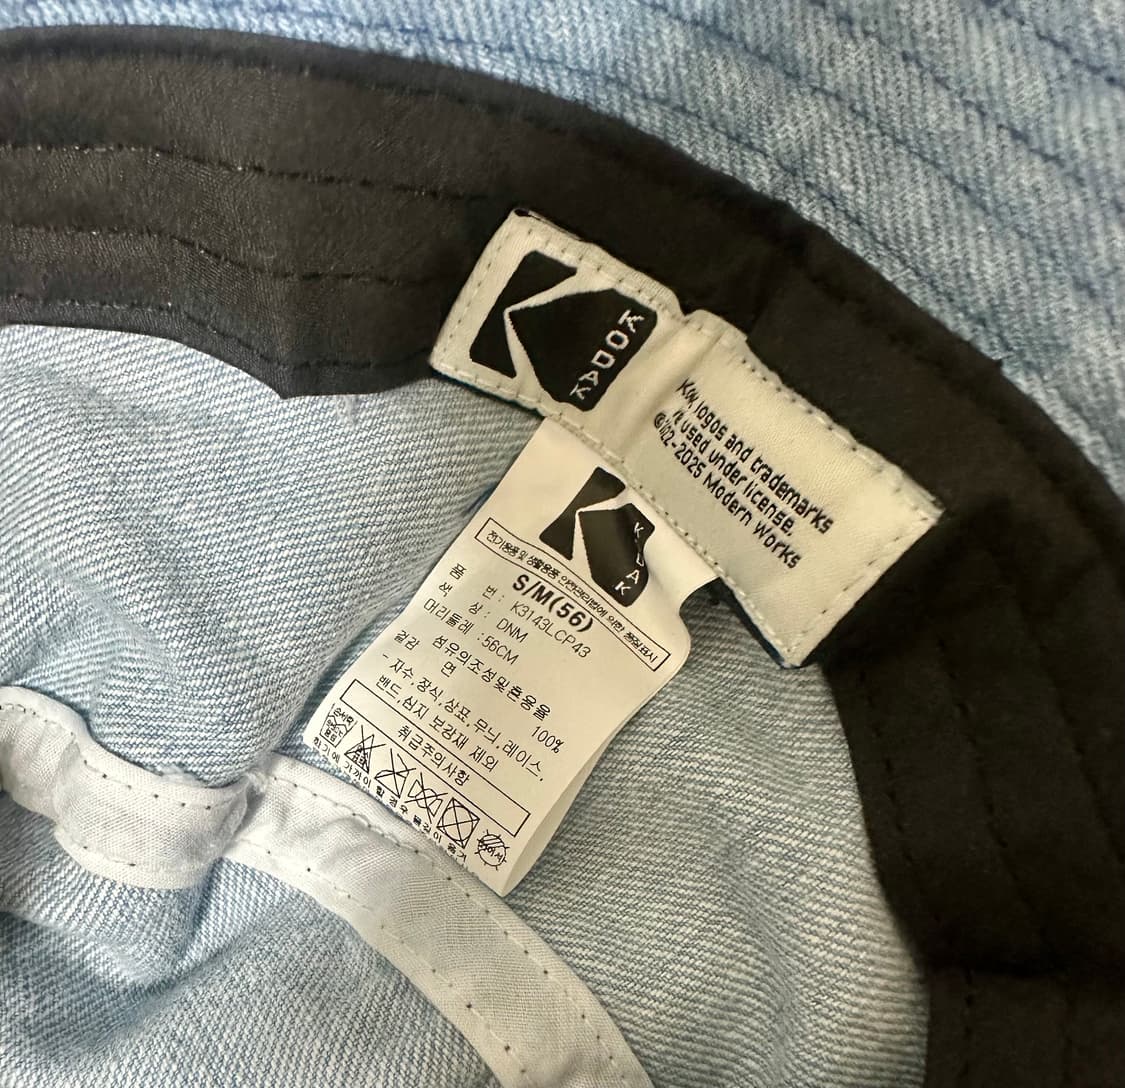 KODAK
logos and trademarks
used under license.
-2025 Modern Works
KODAK
전기용품 및 생활용품 안전관리법에 의한 품질표시
S/M(56)
품 번: K3143LCP43
색 상: DNM
머리둘레 :56CM
섬유의조성및혼용율
겉감 면 100%
- 자수, 장식,상표, 무늬,레이스,
밴드,심지 보강재 제외
취급주의사항